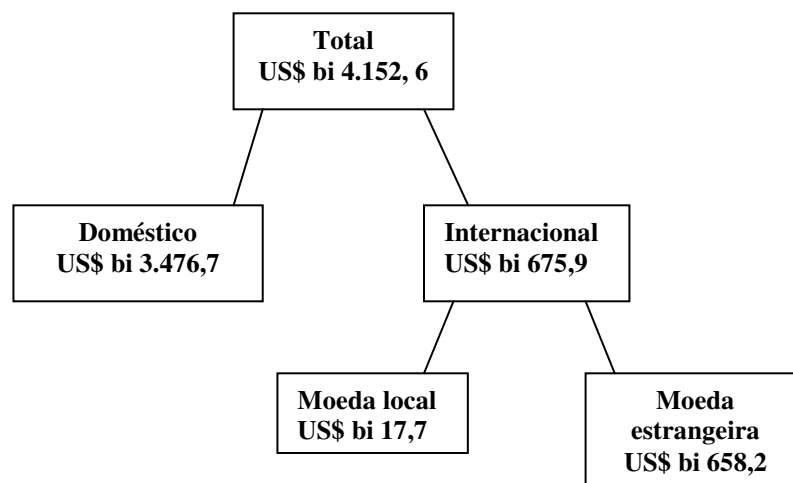 Total
US$ bi 4.152, 6
Doméstico
US$ bi 3.476,7
Internacional
US$ bi 675,9
Moeda local
US$ bi 17,7
Moeda
estrangeira
US$ bi 658,2